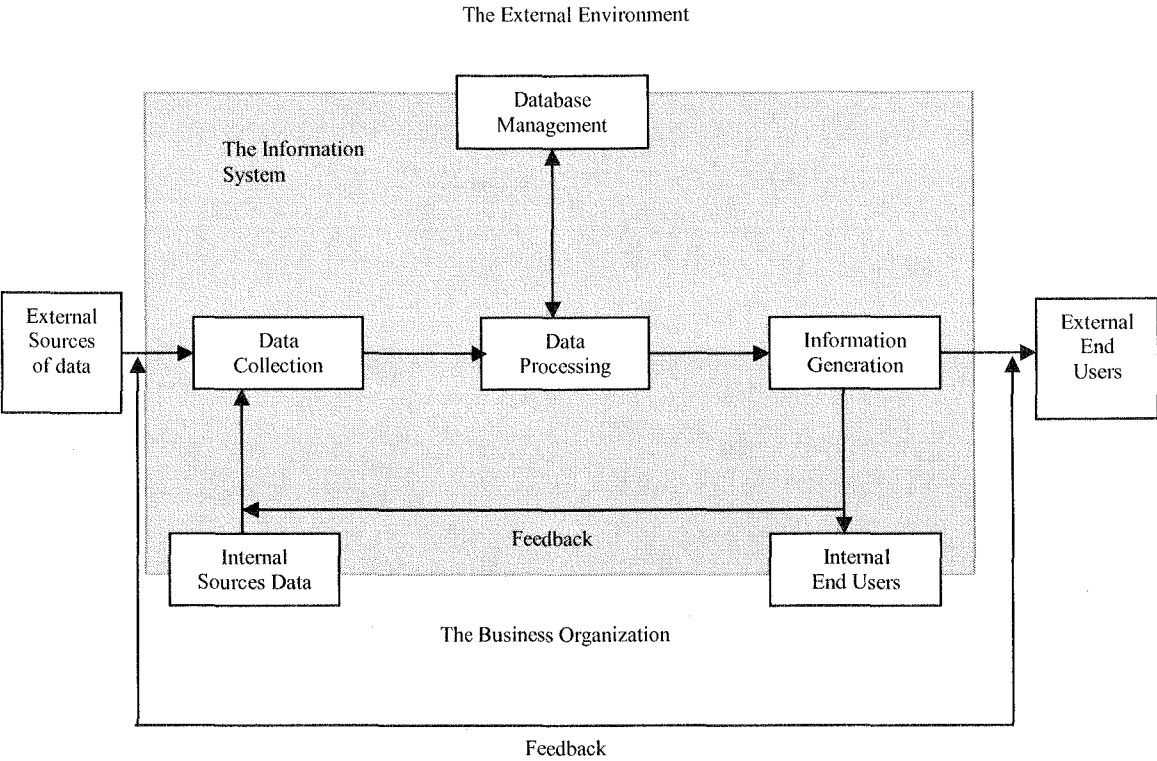 The External Environment
Database
Management
The Information
System
External
Sources
of data
Data
Collection
Data
Processing
Information
Generation
External
End
Users
Feedback
Internal
Sources Data
Internal
End Users
The Business Organization
Feedback